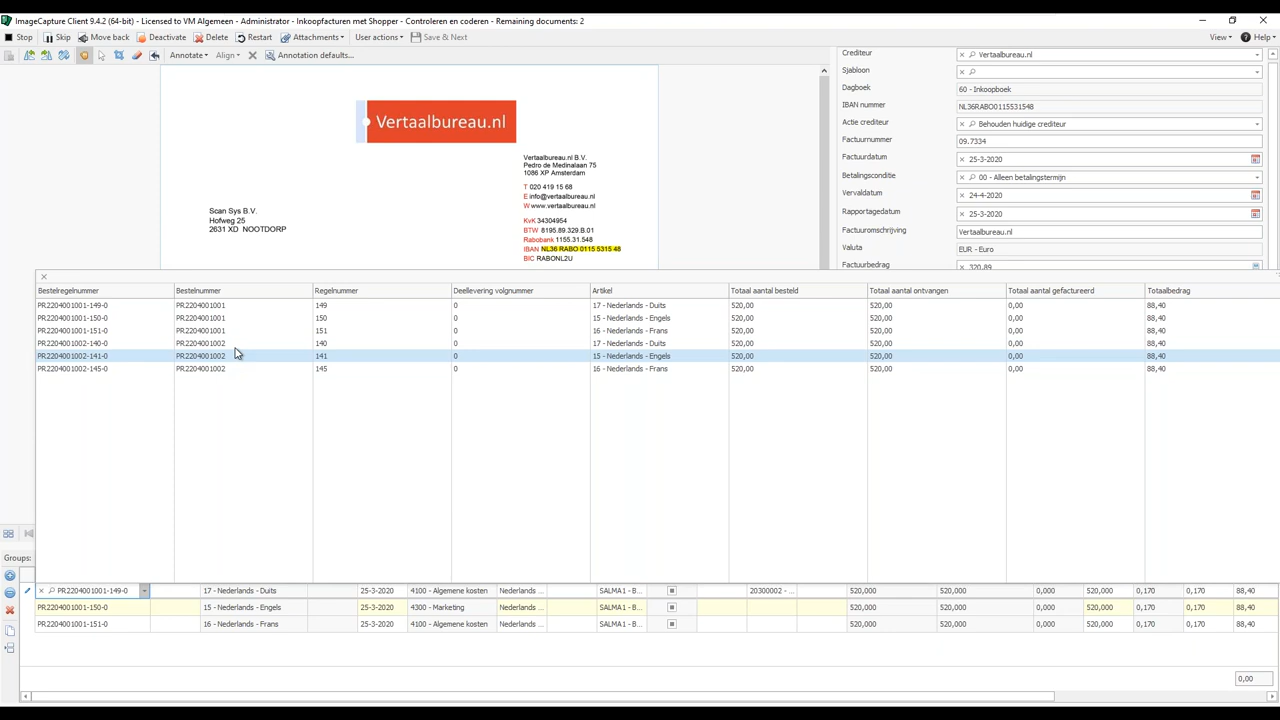 ImageCapture Client 9.4.2 (64-bit) - Licensed to VM Algemeen - Administrator - Inkoopfacturen met Shopper - Controleren en coderen - Remaining documents: 2
Stop Skip Move back Deactivate Delete Restart Attachments User actions Save & Next View Help
Annotate Align Annotation defaults...
Vertaalbureau.nl
Vertaalbureau.nl B.V.
Pedro de Medinalaan 75
1086 XP Amsterdam
T 020 419 15 68
E info@vertaalbureau.nl
W www.vertaalbureau.nl
KvK 34304954
BTW 8195.89.329.B.01
Rabobank 1155.31.548
IBAN NL36 RABO 0115 5315 48
BIC RABONL2U
Scan Sys B.V.
Hofweg 25
2631 XD NOOTDORP
Crediteur Vertaalbureau.nl
Sjabloon
Dagboek 60 - Inkoopboek
IBAN nummer NL36RABO0115531548
Actie crediteur Behouden huidige crediteur
Factuurnummer 09.7334
Factuurdatum 25-3-2020
Betalingsconditie 00 - Alleen betalingstermijn
Vervaldatum 24-4-2020
Rapportagedatum 25-3-2020
Factuuromschrijving Vertaalbureau.nl
Valuta EUR - Euro
Factuurbedrag 320,89
Bestelregelnummer Bestelnummer Regelnummer Deellevering volgnummer Artikel Totaal aantal besteld Totaal aantal ontvangen Totaal aantal gefactureerd Totaalbedrag
PR2204001001-149-0 PR2204001001 149 0 17 - Nederlands - Duits 520,00 520,00 0,00 88,40
PR2204001001-150-0 PR2204001001 150 0 15 - Nederlands - Engels 520,00 520,00 0,00 88,40
PR2204001001-151-0 PR2204001001 151 0 16 - Nederlands - Frans 520,00 520,00 0,00 88,40
PR2204001002-140-0 PR2204001002 140 0 17 - Nederlands - Duits 520,00 520,00 0,00 88,40
PR2204001002-141-0 PR2204001002 141 0 15 - Nederlands - Engels 520,00 520,00 0,00 88,40
PR2204001002-145-0 PR2204001002 145 0 16 - Nederlands - Frans 520,00 520,00 0,00 88,40
Groups:
PR2204001001-149-0 17 - Nederlands - Duits 25-3-2020 4100 - Algemene kosten Nederlands ... SALMA1 - B... 20300002 - ... 520,000 520,000 0,000 520,000 0,170 0,170 88,40
PR2204001001-150-0 15 - Nederlands - Engels 25-3-2020 4300 - Marketing Nederlands ... SALMA1 - B... 520,000 520,000 0,000 520,000 0,170 0,170 88,40
PR2204001001-151-0 16 - Nederlands - Frans 25-3-2020 4100 - Algemene kosten Nederlands ... SALMA1 - B... 520,000 520,000 0,000 520,000 0,170 0,170 88,40
0,00